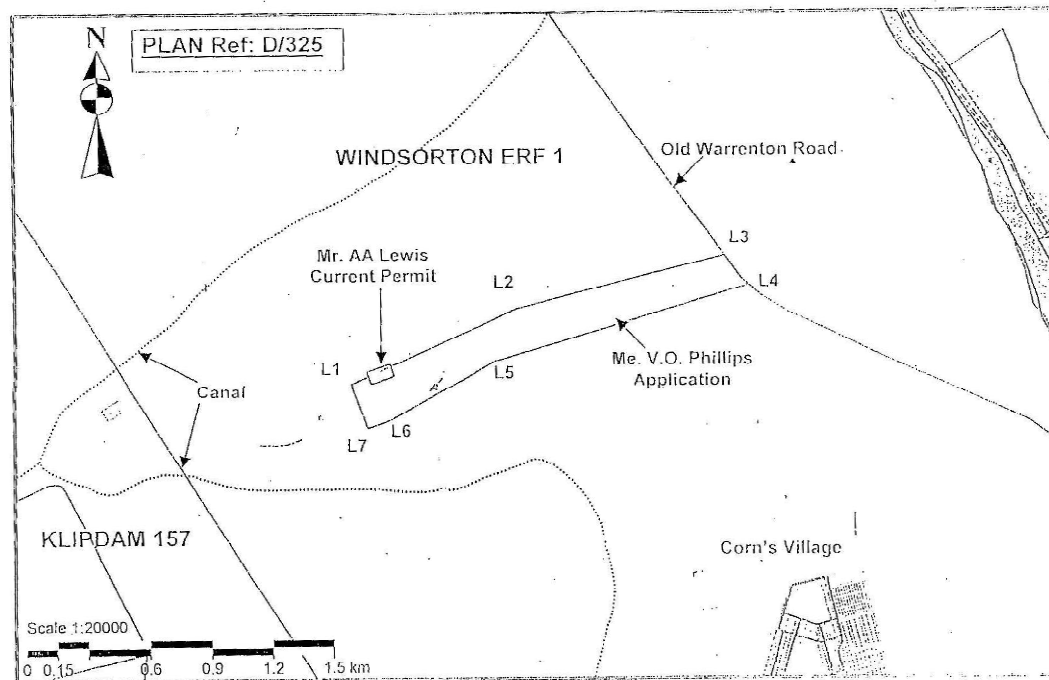 N
PLAN Ref: D/325
WINDSORTON ERF 1
Old Warrenton Road
L3
Mr. AA Lewis
Current Permit
L2
L4
L1
L5
Me. V.O. Phillips
Application
Canal
L7
L6
KLIPDAM 157
Corn's Village
Scale 1:20000
0 0.15 0.6 0.9 1.2 1.5 km